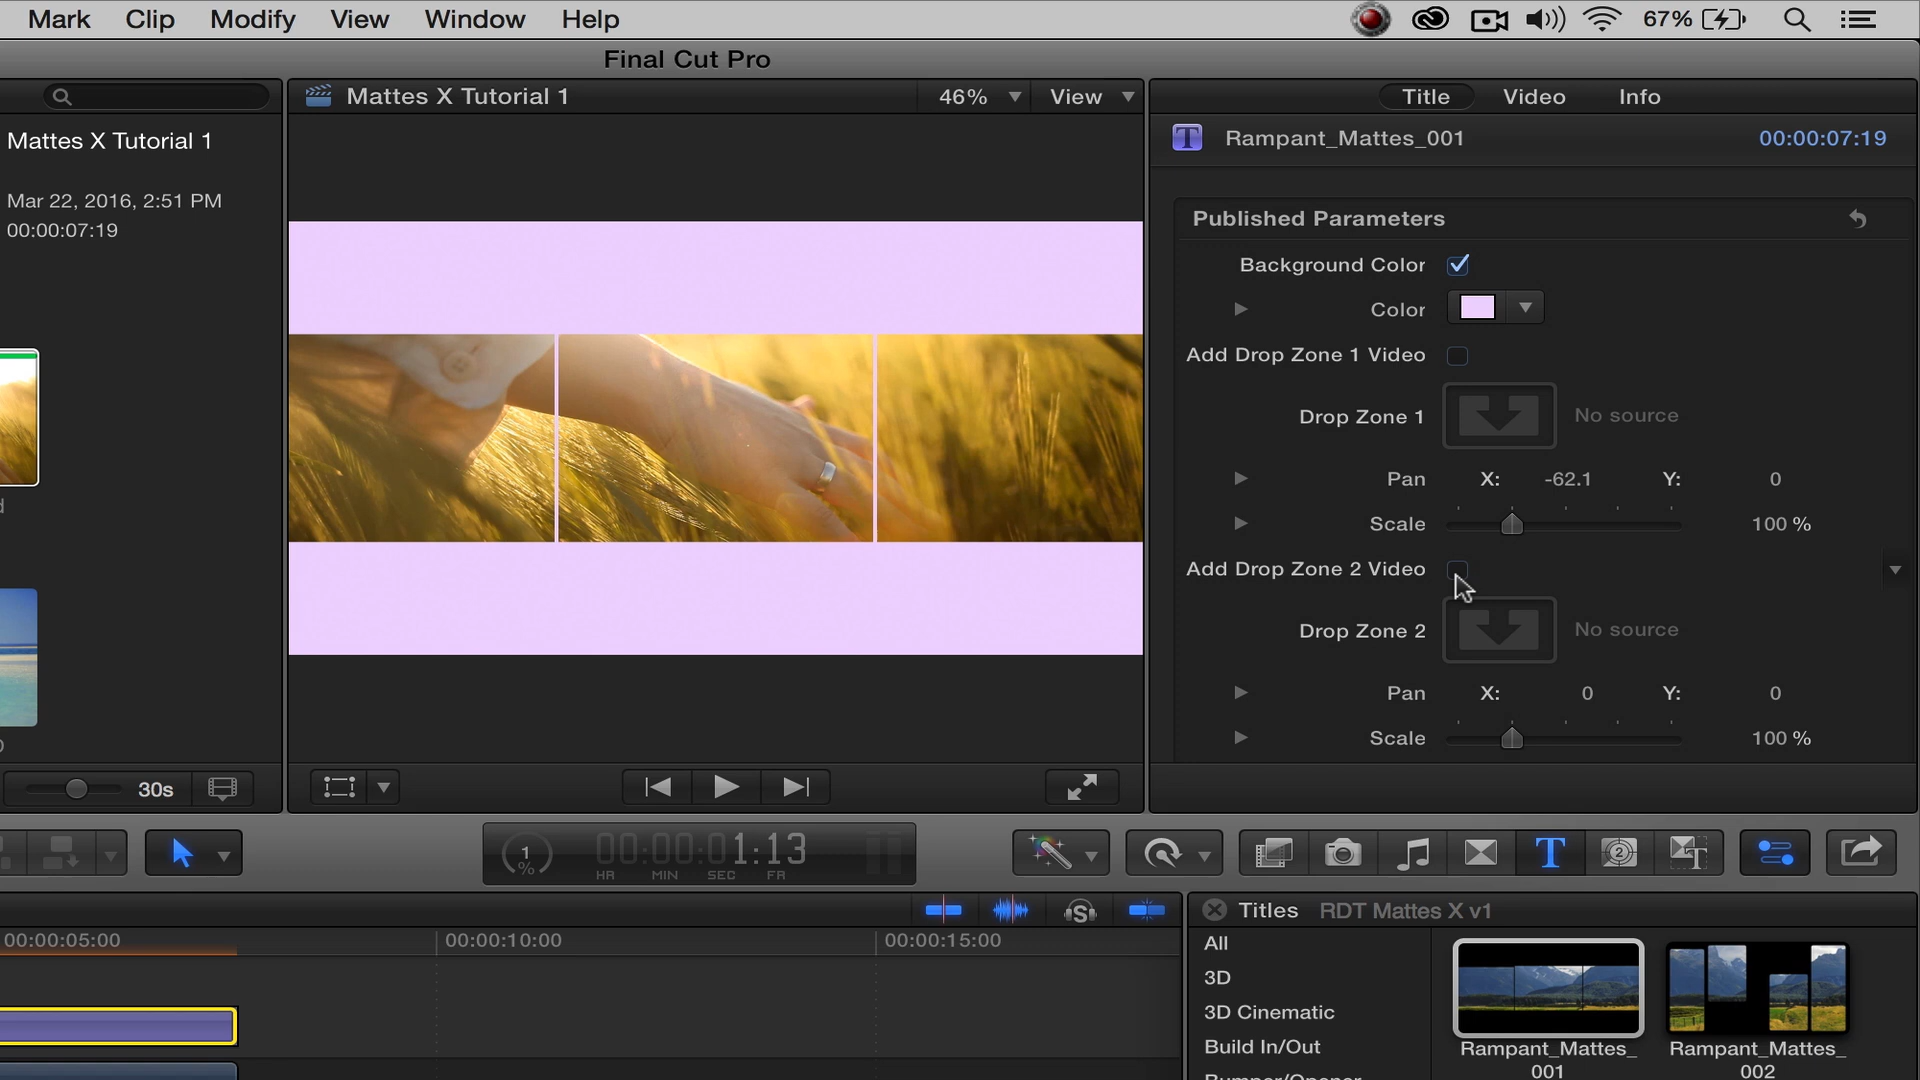 Mark Clip Modify View Window Help 67%
Final Cut Pro
Mattes X Tutorial 1 46% View Title Video Info
Mattes X Tutorial 1
Rampant_Mattes_001 00:00:07:19
Mar 22, 2016, 2:51 PM
00:00:07:19
Published Parameters
Background Color
Color
Add Drop Zone 1 Video
Drop Zone 1 No source
Pan X: -62.1 Y: 0
Scale 100 %
Add Drop Zone 2 Video
Drop Zone 2 No source
Pan X: 0 Y: 0
Scale 100 %
30s
1 % 00:00:01:13
HR MIN SEC FR
Titles RDT Mattes X v1
00:00:05:00 00:00:10:00 00:00:15:00
All
3D
3D Cinematic
Build In/Out
Rampant_Mattes_
001
Rampant_Mattes_
002